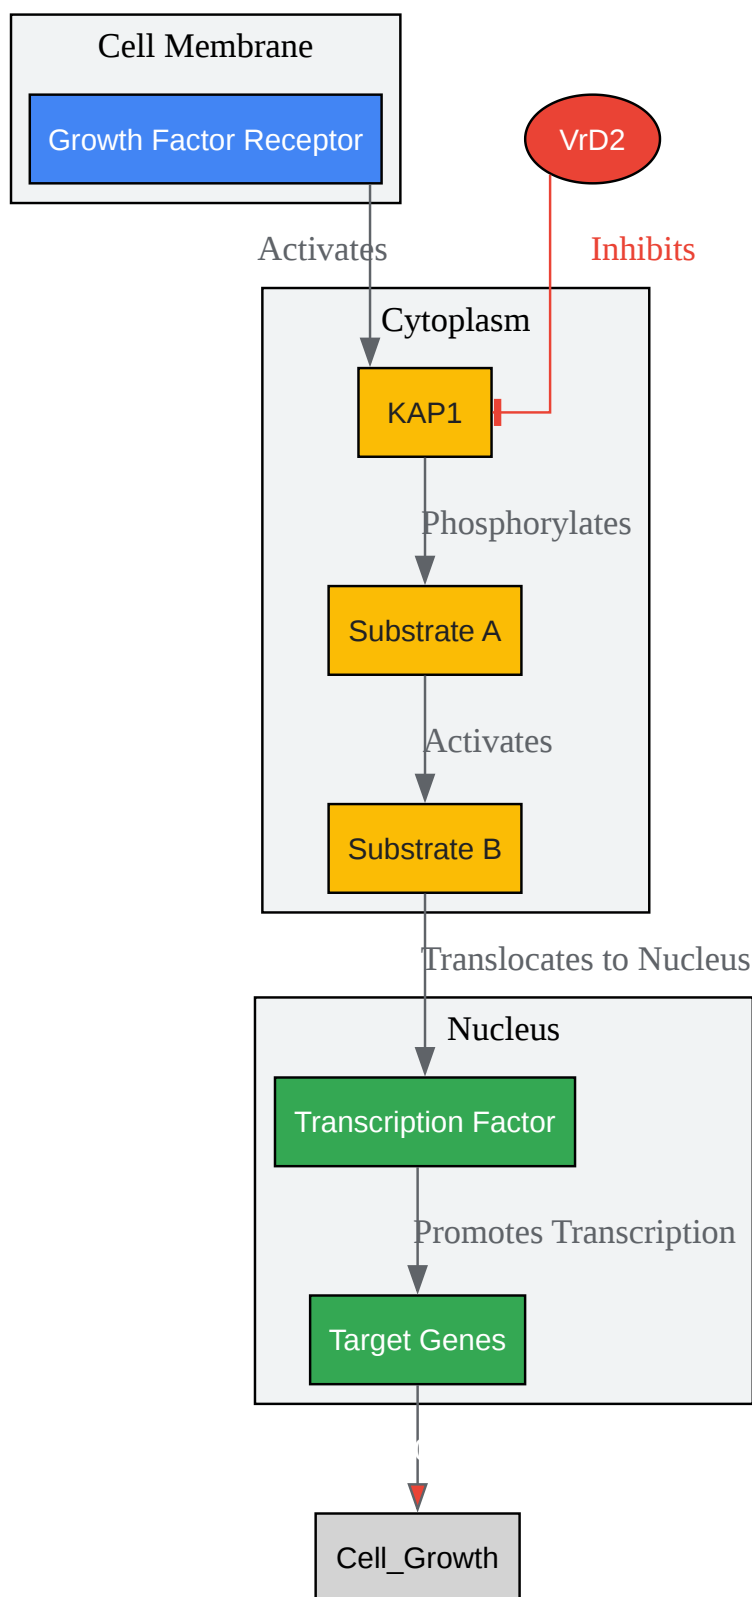 Cell Membrane
Growth Factor Receptor
VrD2
Activates
Inhibits
Cytoplasm
KAP1
Phosphorylates
Substrate A
Activates
Substrate B
Translocates to Nucleus
Nucleus
Transcription Factor
Promotes Transcription
Target Genes
Cell_Growth